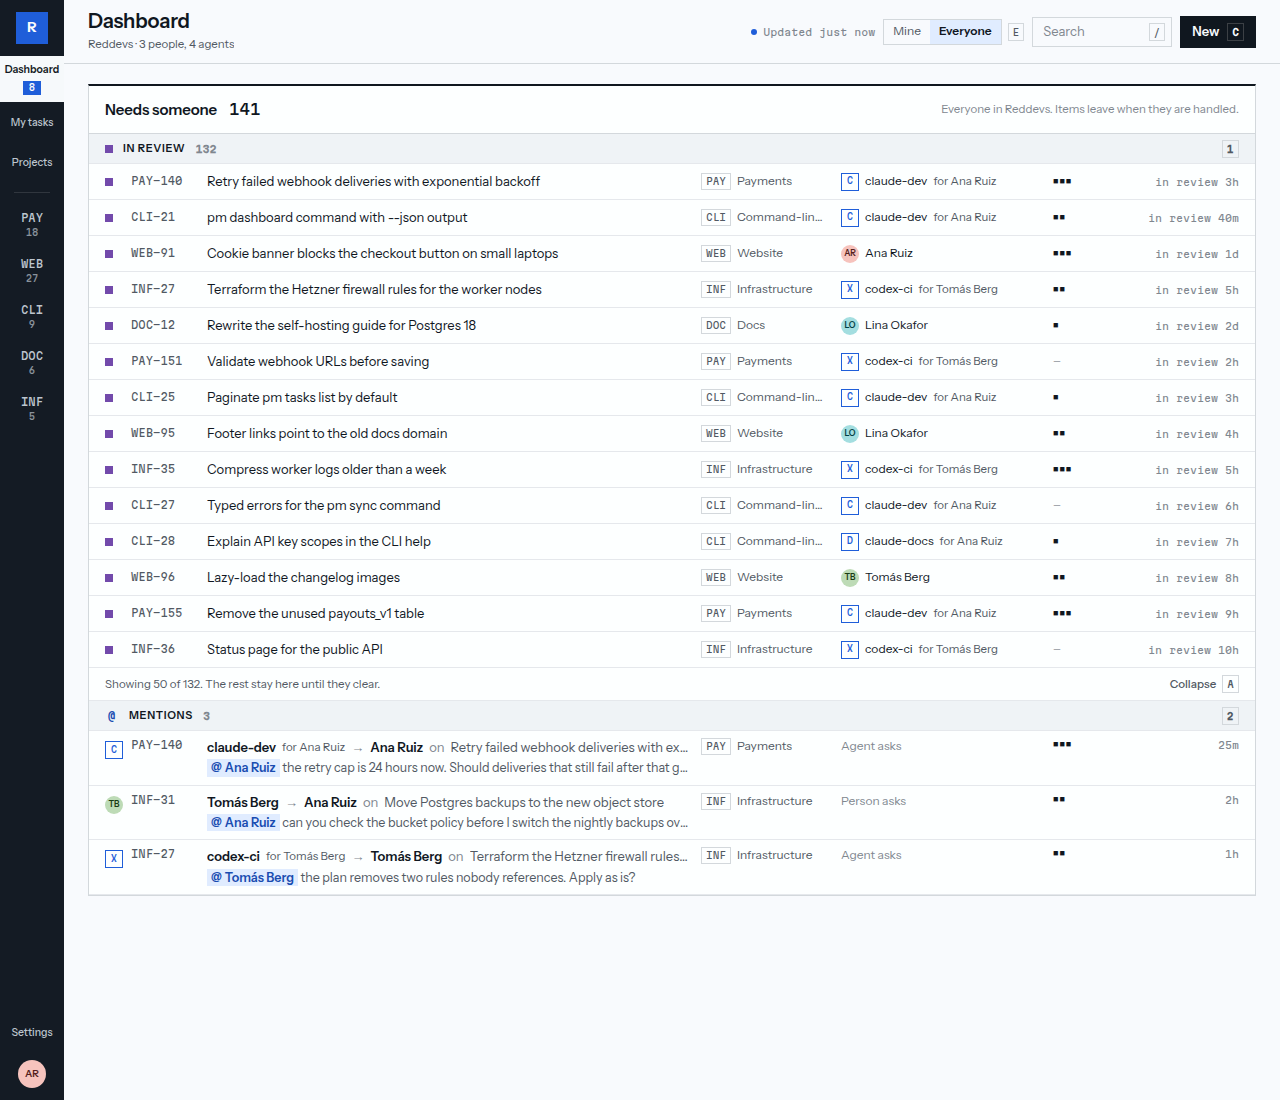 R
Dashboard
8
My tasks
Projects
PAY
18
WEB
27
CLI
9
DOC
6
INF
5
Settings
AR
Dashboard
Reddevs · 3 people, 4 agents
Updated just now
Mine Everyone E
Search /
New C
Needs someone 141
Everyone in Reddevs. Items leave when they are handled.
IN REVIEW 132 1
PAY-140 Retry failed webhook deliveries with exponential backoff PAY Payments C claude-dev for Ana Ruiz in review 3h
CLI-21 pm dashboard command with --json output CLI Command-lin... C claude-dev for Ana Ruiz in review 40m
WEB-91 Cookie banner blocks the checkout button on small laptops WEB Website AR Ana Ruiz in review 1d
INF-27 Terraform the Hetzner firewall rules for the worker nodes INF Infrastructure X codex-ci for Tomás Berg in review 5h
DOC-12 Rewrite the self-hosting guide for Postgres 18 DOC Docs LO Lina Okafor in review 2d
PAY-151 Validate webhook URLs before saving PAY Payments X codex-ci for Tomás Berg – in review 2h
CLI-25 Paginate pm tasks list by default CLI Command-lin... C claude-dev for Ana Ruiz in review 3h
WEB-95 Footer links point to the old docs domain WEB Website LO Lina Okafor in review 4h
INF-35 Compress worker logs older than a week INF Infrastructure X codex-ci for Tomás Berg in review 5h
CLI-27 Typed errors for the pm sync command CLI Command-lin... C claude-dev for Ana Ruiz – in review 6h
CLI-28 Explain API key scopes in the CLI help CLI Command-lin... D claude-docs for Ana Ruiz in review 7h
WEB-96 Lazy-load the changelog images WEB Website TB Tomás Berg in review 8h
PAY-155 Remove the unused payouts_v1 table PAY Payments C claude-dev for Ana Ruiz in review 9h
INF-36 Status page for the public API INF Infrastructure X codex-ci for Tomás Berg – in review 10h
Showing 50 of 132. The rest stay here until they clear. Collapse A
@ MENTIONS 3 2
C PAY-140 claude-dev for Ana Ruiz → Ana Ruiz on Retry failed webhook deliveries with ex... PAY Payments Agent asks 25m
@ Ana Ruiz the retry cap is 24 hours now. Should deliveries that still fail after that g...
TB INF-31 Tomás Berg → Ana Ruiz on Move Postgres backups to the new object store INF Infrastructure Person asks 2h
@ Ana Ruiz can you check the bucket policy before I switch the nightly backups ov...
X INF-27 codex-ci for Tomás Berg → Tomás Berg on Terraform the Hetzner firewall rules... INF Infrastructure Agent asks 1h
@ Tomás Berg the plan removes two rules nobody references. Apply as is?